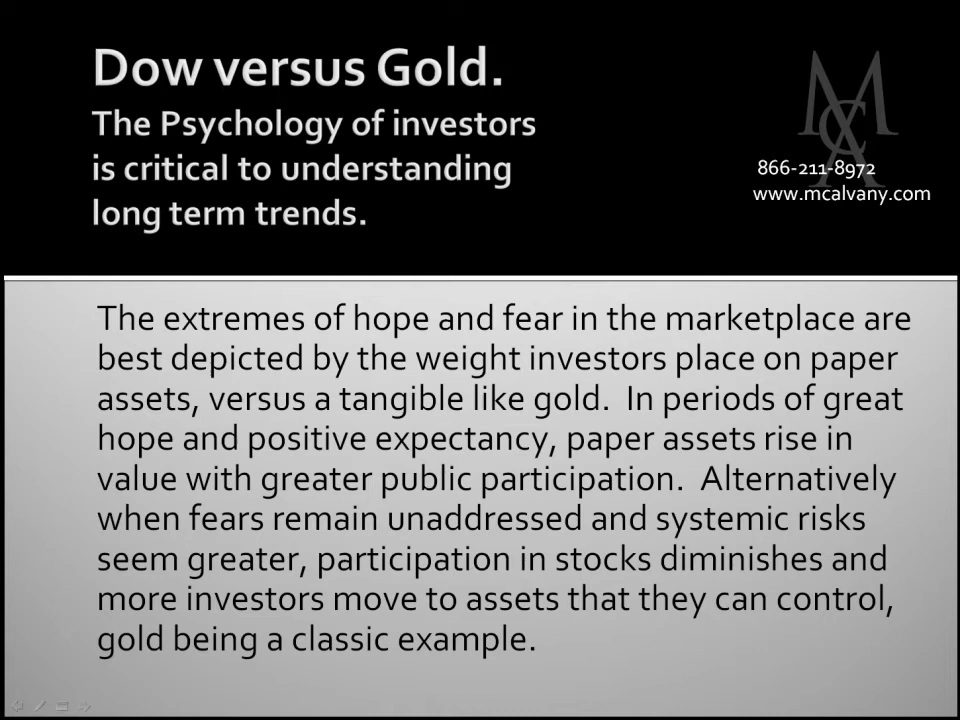 Dow versus Gold.
The Psychology of investors
is critical to understanding
long term trends.
MCA
866-211-8972
www.mcalvany.com
The extremes of hope and fear in the marketplace are
best depicted by the weight investors place on paper
assets, versus a tangible like gold.  In periods of great
hope and positive expectancy, paper assets rise in
value with greater public participation.  Alternatively
when fears remain unaddressed and systemic risks
seem greater, participation in stocks diminishes and
more investors move to assets that they can control,
gold being a classic example.